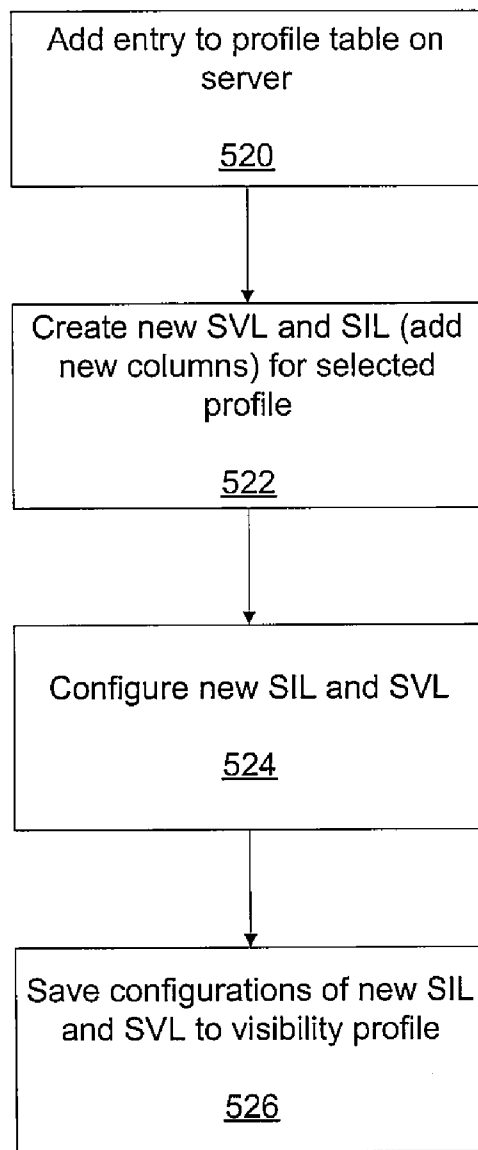 Add entry to profile table on
server
520
Create new SVL and SIL (add
new columns) for selected
profile
522
Configure new SIL and SVL
524
Save configurations of new SIL
and SVL to visibility profile
526